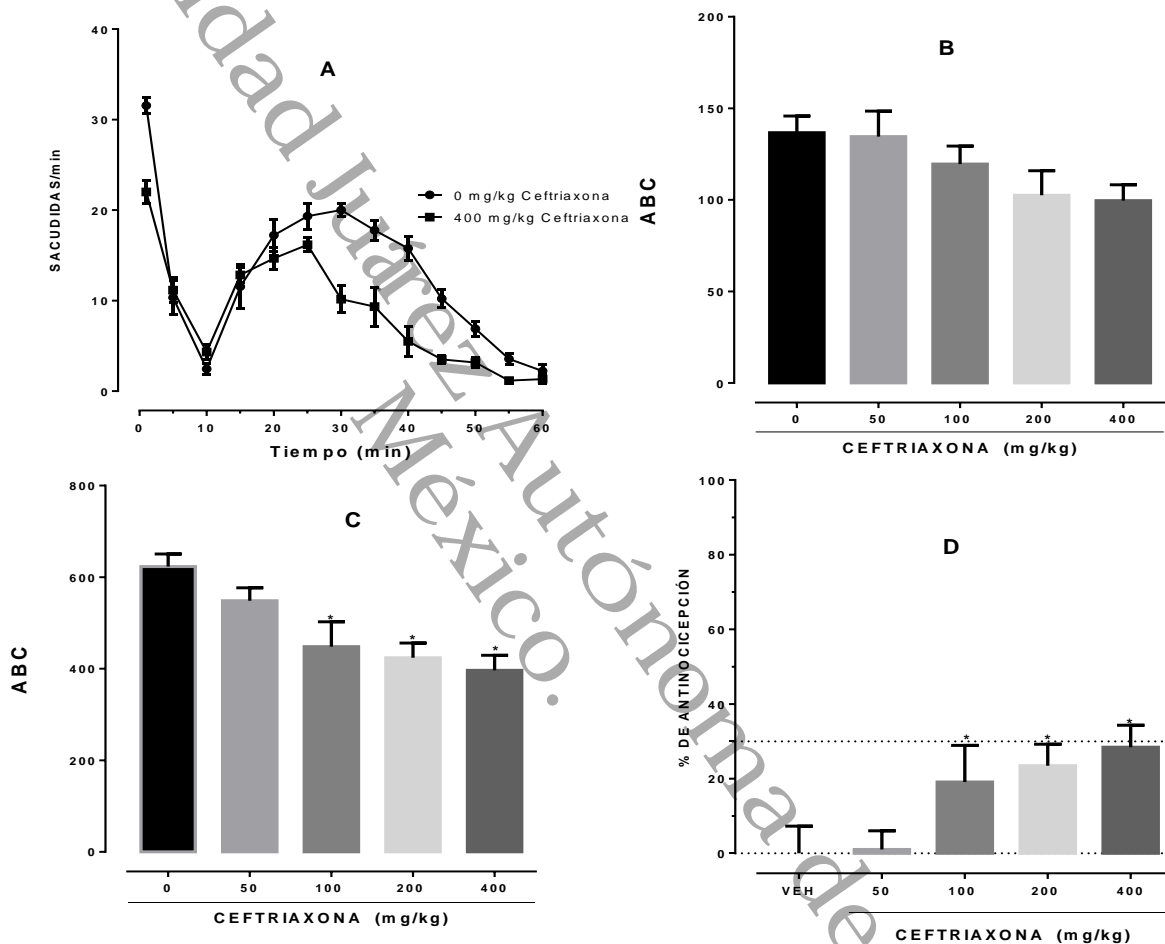 A
40
30
20
10
0
SACUDIDAS/min
0 mg/kg Ceftriaxona
400 mg/kg Ceftriaxona
0 10 20 30 40 50 60
Tiempo (min)
B
200
150
100
50
0
ABC
0 50 100 200 400
CEFTRIAXONA (mg/kg)
C
800
600
400
200
0
ABC
* * *
0 50 100 200 400
CEFTRIAXONA (mg/kg)
D
100
80
60
40
20
0
% DE ANTINOCICEPCIÓN
* * *
VEH 50 100 200 400
CEFTRIAXONA (mg/kg)
Juárez Autónoma de
México.